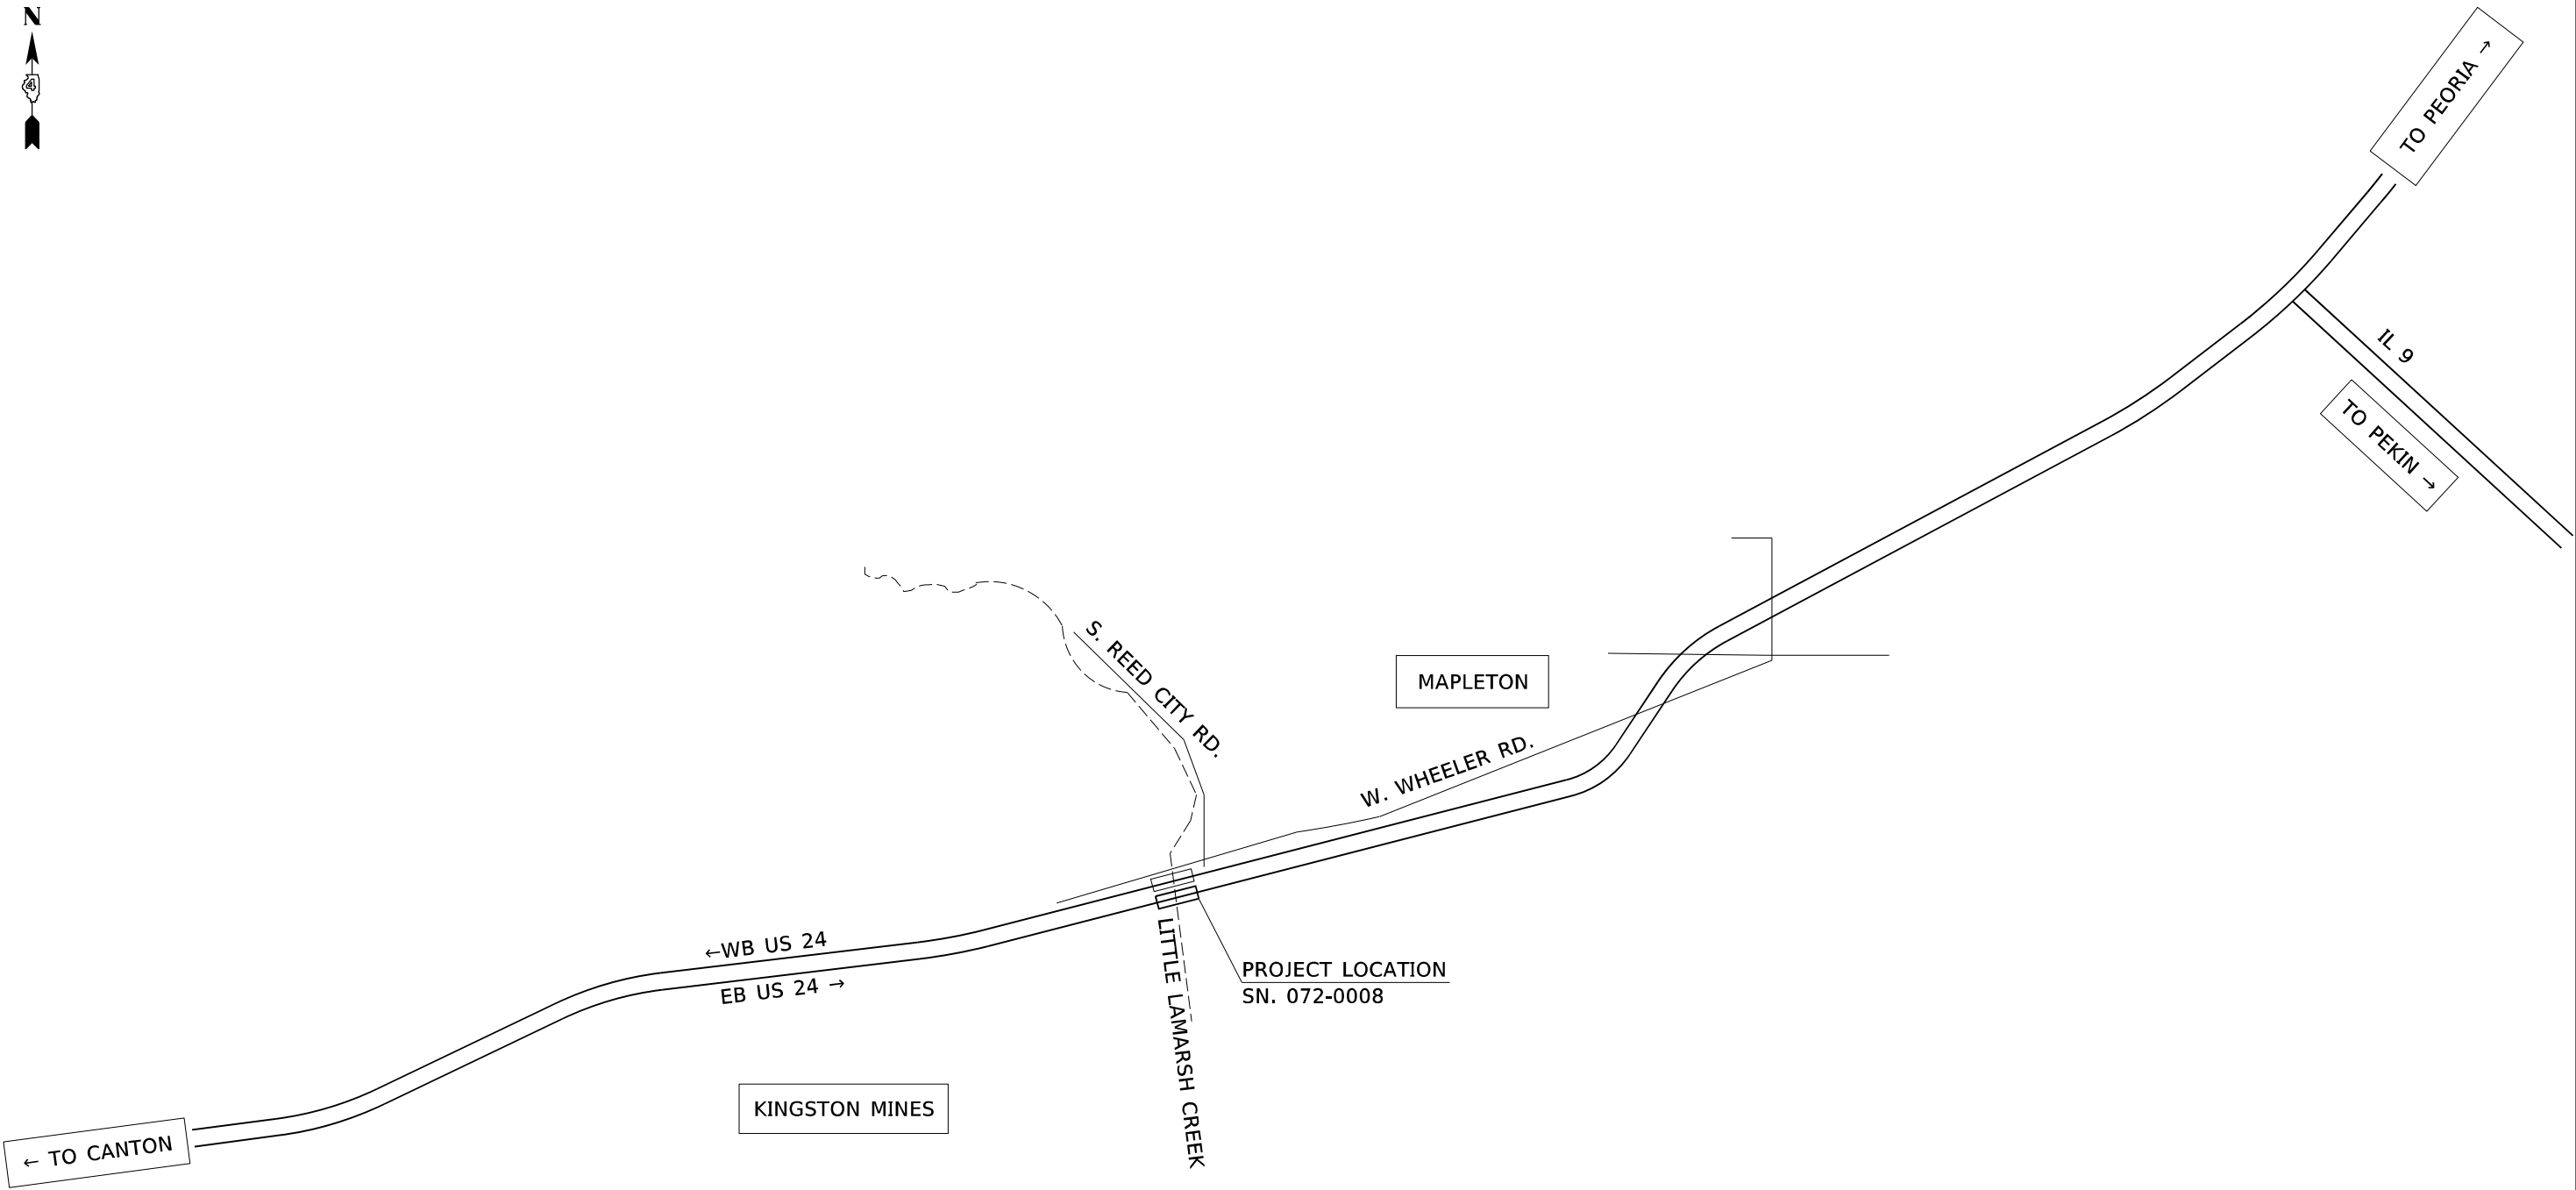 N
4
TO PEORIA →
IL 9
TO PEKIN →
S. REED CITY RD.
MAPLETON
W. WHEELER RD.
←WB US 24
EB US 24 →
LITTLE LAMARSH CREEK
PROJECT LOCATION
SN. 072-0008
KINGSTON MINES
← TO CANTON